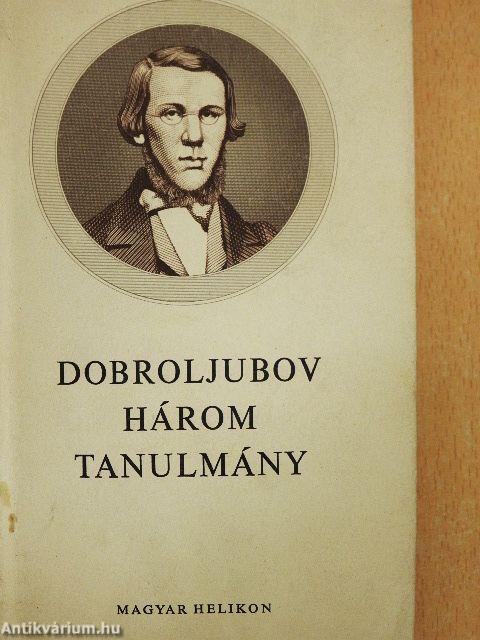 DOBROLJUBOV
HÁROM
TANULMÁNY
MAGYAR HELIKON
Antikvárium.hu